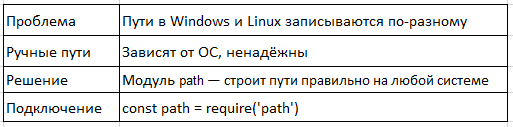 Проблема Пути в Windows и Linux записываются по-разному
Ручные пути Зависят от ОС, ненадёжны
Решение Модуль path — строит пути правильно на любой системе
Подключение const path = require('path')